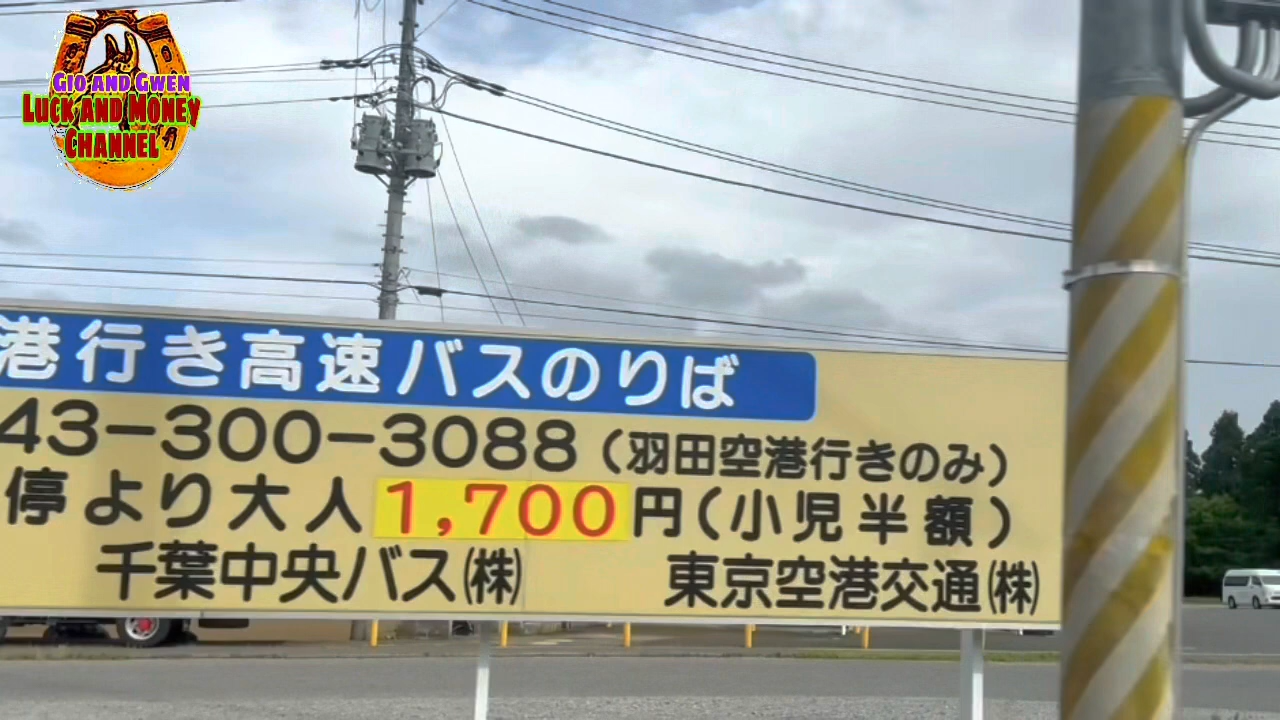 Gio and Gwen
Luck and Money
Channel
港行き高速バスのりば
43-300-3088(羽田空港行きのみ)
停より大人1,700円(小児半額)
千葉中央バス(株) 東京空港交通(株)